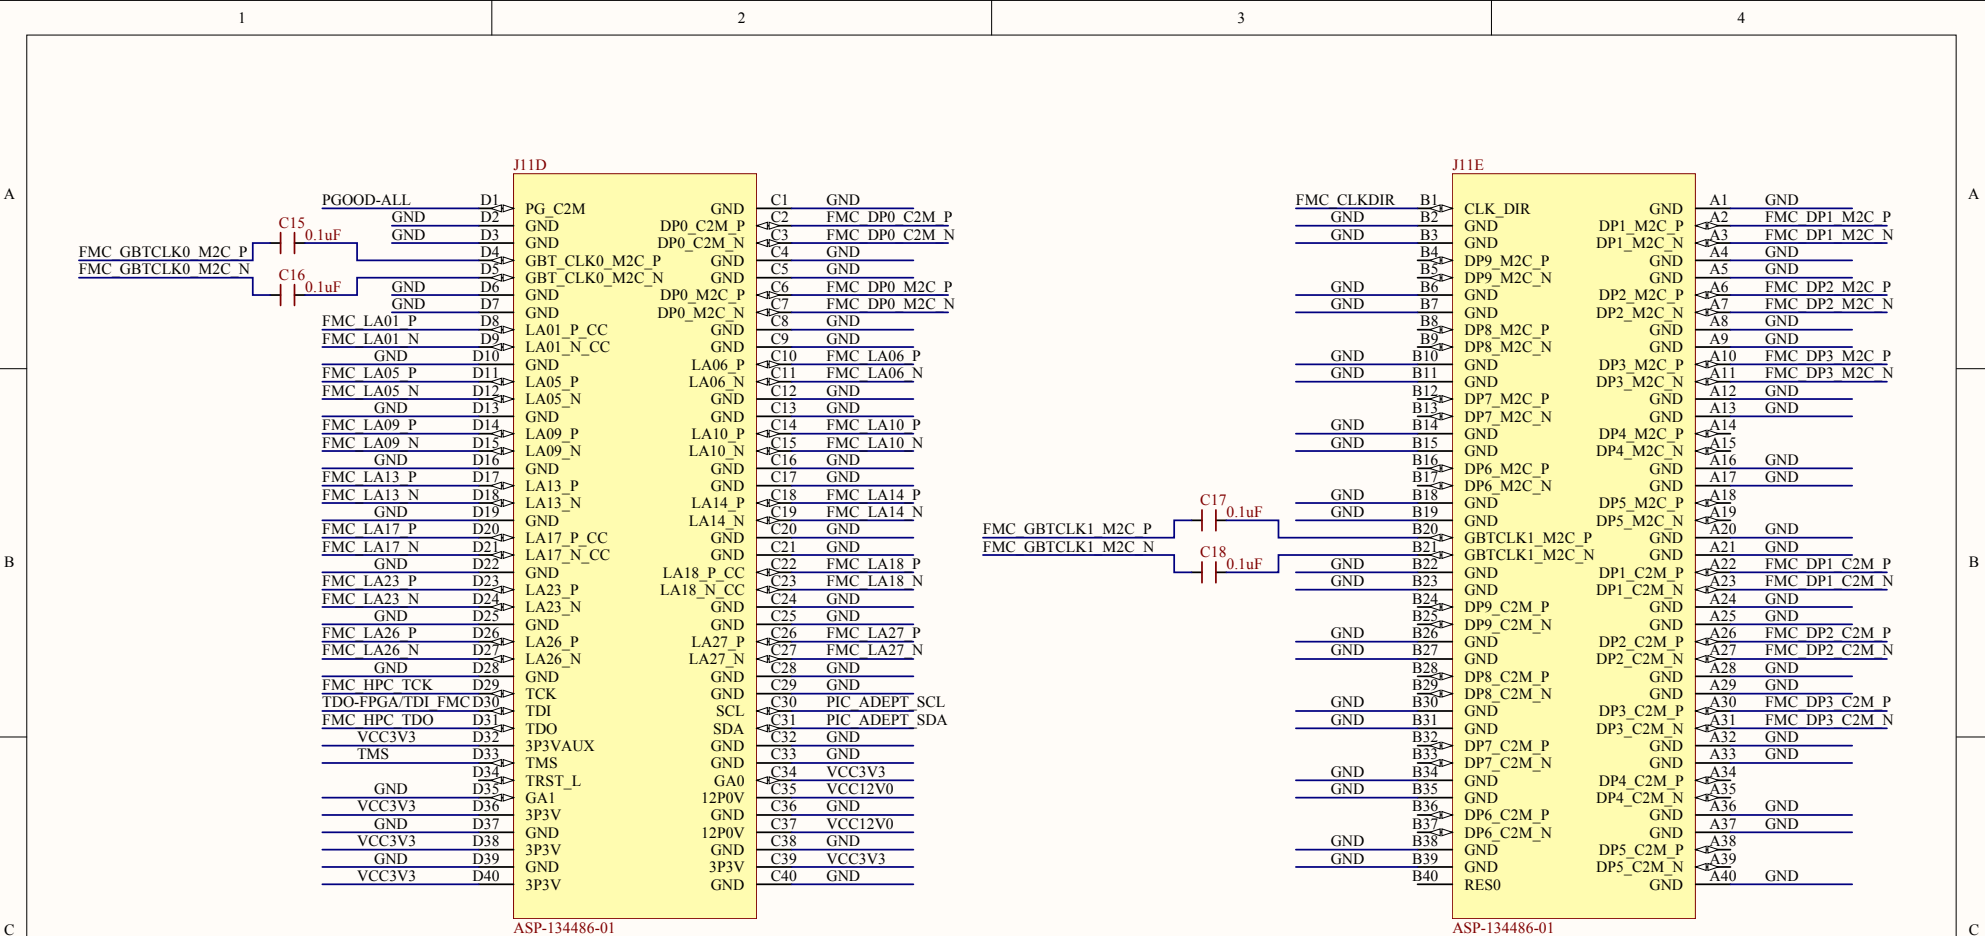 1 2 3 4
J11D J11E
A PGOOD-ALL D1 PG_C2M GND C1 GND FMC_CLKDIR B1 CLK_DIR GND A1 GND A
GND D2 GND DP0_C2M_P C2 FMC_DP0_C2M_P GND B2 GND DP1_M2C_P A2 FMC_DP1_M2C_P
C15 0.1uF GND D3 GND DP0_C2M_N C3 FMC_DP0_C2M_N GND B3 GND DP1_M2C_N A3 FMC_DP1_M2C_N
FMC_GBTCLK0_M2C_P D4 GBT_CLK0_M2C_P GND C4 GND B4 DP9_M2C_P GND A4 GND
FMC_GBTCLK0_M2C_N D5 GBT_CLK0_M2C_N GND C5 GND B5 DP9_M2C_N GND A5 GND
C16 0.1uF GND D6 GND DP0_M2C_P C6 FMC_DP0_M2C_P GND B6 GND DP2_M2C_P A6 FMC_DP2_M2C_P
GND D7 GND DP0_M2C_N C7 FMC_DP0_M2C_N GND B7 GND DP2_M2C_N A7 FMC_DP2_M2C_N
FMC_LA01_P D8 LA01_P_CC GND C8 GND B8 DP8_M2C_P GND A8 GND
FMC_LA01_N D9 LA01_N_CC GND C9 GND B9 DP8_M2C_N GND A9 GND
GND D10 GND LA06_P C10 FMC_LA06_P GND B10 GND DP3_M2C_P A10 FMC_DP3_M2C_P
FMC_LA05_P D11 LA05_P LA06_N C11 FMC_LA06_N GND B11 GND DP3_M2C_N A11 FMC_DP3_M2C_N
FMC_LA05_N D12 LA05_N GND C12 GND B12 DP7_M2C_P GND A12 GND
GND D13 GND GND C13 GND B13 DP7_M2C_N GND A13 GND
FMC_LA09_P D14 LA09_P LA10_P C14 FMC_LA10_P GND B14 GND DP4_M2C_P A14
FMC_LA09_N D15 LA09_N LA10_N C15 FMC_LA10_N GND B15 GND DP4_M2C_N A15
GND D16 GND GND C16 GND B16 DP6_M2C_P GND A16 GND
FMC_LA13_P D17 LA13_P GND C17 GND B17 DP6_M2C_N GND A17 GND
FMC_LA13_N D18 LA13_N LA14_P C18 FMC_LA14_P C17 GND B18 GND DP5_M2C_P A18
GND D19 GND LA14_N C19 FMC_LA14_N 0.1uF GND B19 GND DP5_M2C_N A19
FMC_LA17_P D20 LA17_P_CC GND C20 GND FMC_GBTCLK1_M2C_P B20 GBTCLK1_M2C_P GND A20 GND
B FMC_LA17_N D21 LA17_N_CC GND C21 GND FMC_GBTCLK1_M2C_N B21 GBTCLK1_M2C_N GND A21 GND B
GND D22 GND LA18_P_CC C22 FMC_LA18_P C18 0.1uF GND B22 GND DP1_C2M_P A22 FMC_DP1_C2M_P
FMC_LA23_P D23 LA23_P LA18_N_CC C23 FMC_LA18_N GND B23 GND DP1_C2M_N A23 FMC_DP1_C2M_N
FMC_LA23_N D24 LA23_N GND C24 GND B24 DP9_C2M_P GND A24 GND
GND D25 GND GND C25 GND B25 DP9_C2M_N GND A25 GND
FMC_LA26_P D26 LA26_P LA27_P C26 FMC_LA27_P GND B26 GND DP2_C2M_P A26 FMC_DP2_C2M_P
FMC_LA26_N D27 LA26_N LA27_N C27 FMC_LA27_N GND B27 GND DP2_C2M_N A27 FMC_DP2_C2M_N
GND D28 GND GND C28 GND B28 DP8_C2M_P GND A28 GND
FMC_HPC_TCK D29 TCK GND C29 GND B29 DP8_C2M_N GND A29 GND
TDO-FPGA/TDI_FMC D30 TDI SCL C30 PIC_ADEPT_SCL GND B30 GND DP3_C2M_P A30 FMC_DP3_C2M_P
FMC_HPC_TDO D31 TDO SDA C31 PIC_ADEPT_SDA GND B31 GND DP3_C2M_N A31 FMC_DP3_C2M_N
VCC3V3 D32 3P3VAUX GND C32 GND B32 DP7_C2M_P GND A32 GND
TMS D33 TMS GND C33 GND B33 DP7_C2M_N GND A33 GND
D34 TRST_L GA0 C34 VCC3V3 GND B34 GND DP4_C2M_P A34
GND D35 GA1 12P0V C35 VCC12V0 GND B35 GND DP4_C2M_N A35
VCC3V3 D36 3P3V GND C36 GND B36 DP6_C2M_P GND A36 GND
GND D37 GND 12P0V C37 VCC12V0 B37 DP6_C2M_N GND A37 GND
VCC3V3 D38 3P3V GND C38 GND GND B38 GND DP5_C2M_P A38
GND D39 GND 3P3V C39 VCC3V3 GND B39 GND DP5_C2M_N A39
VCC3V3 D40 3P3V GND C40 GND B40 RES0 GND A40 GND
C ASP-134486-01 ASP-134486-01 C